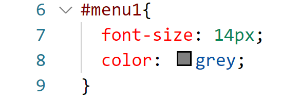 6 #menu1{
7 font-size: 14px;
8 color: grey;
9 }